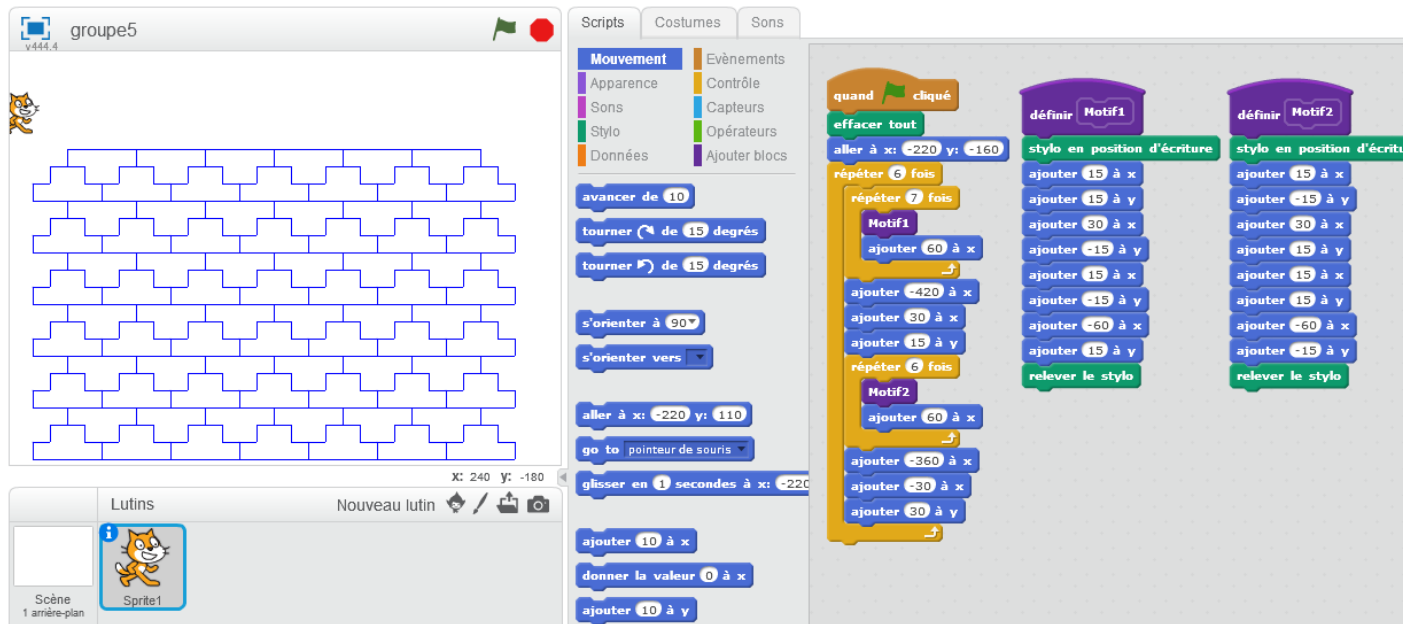 groupe5
v444.4
x: 240 y: -180
Lutins
Nouveau lutin
Scène
1 arrière-plan
Sprite1
Scripts
Costumes
Sons
Mouvement
Evènements
Apparence
Contrôle
Sons
Capteurs
Stylo
Opérateurs
Données
Ajouter blocs
avancer de 10
tourner de 15 degrés
tourner de 15 degrés
s'orienter à 90
s'orienter vers
aller à x: -220 y: 110
go to pointeur de souris
glisser en 1 secondes à x: -220
ajouter 10 à x
donner la valeur 0 à x
ajouter 10 à y
quand cliqué
effacer tout
aller à x: -220 y: -160
répéter 6 fois
répéter 7 fois
Motif1
ajouter 60 à x
ajouter -420 à x
ajouter 30 à x
ajouter 15 à y
répéter 6 fois
Motif2
ajouter 60 à x
ajouter -360 à x
ajouter -30 à x
ajouter 30 à y
définir Motif1
stylo en position d'écriture
ajouter 15 à x
ajouter 15 à y
ajouter 30 à x
ajouter -15 à y
ajouter 15 à x
ajouter -15 à y
ajouter -60 à x
ajouter 15 à y
relever le stylo
définir Motif2
stylo en position d'écritu
ajouter 15 à x
ajouter -15 à y
ajouter 30 à x
ajouter 15 à y
ajouter 15 à x
ajouter 15 à y
ajouter -60 à x
ajouter -15 à y
relever le stylo